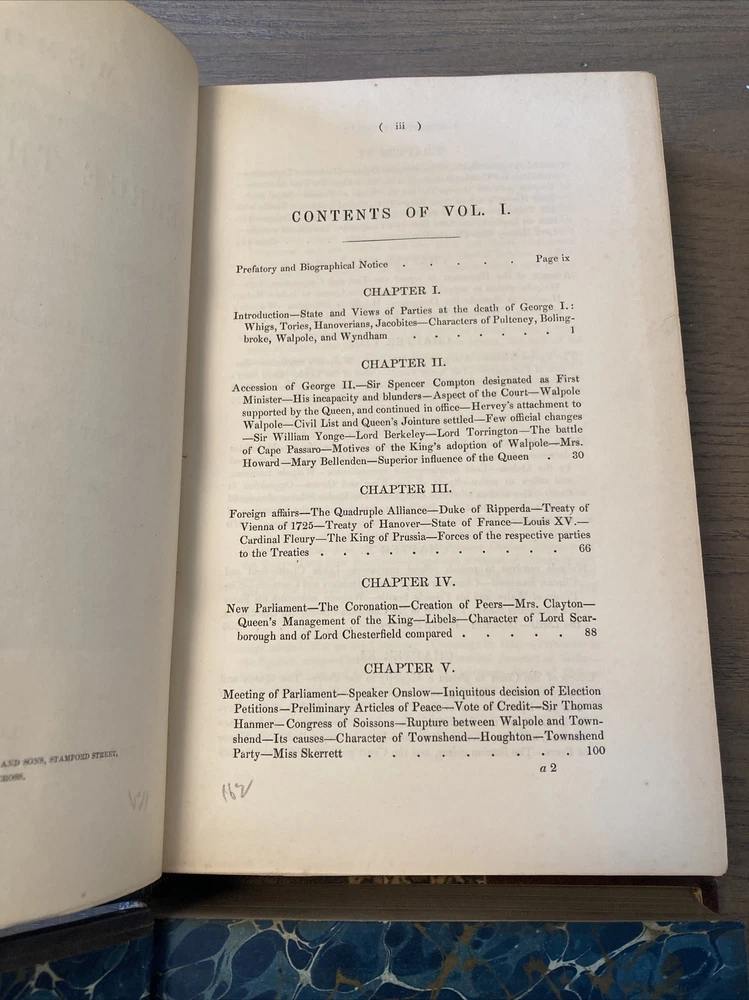 AND SONS, STAMFORD STREET,
CROSS.
( iii )
CONTENTS OF VOL. I.
Prefatory and Biographical Notice . . . . . Page ix
CHAPTER I.
Introduction—State and Views of Parties at the death of George I.:
Whigs, Tories, Hanoverians, Jacobites—Characters of Pulteney, Boling-
broke, Walpole, and Wyndham . . . . . . . 1
CHAPTER II.
Accession of George II.—Sir Spencer Compton designated as First
Minister—His incapacity and blunders—Aspect of the Court—Walpole
supported by the Queen, and continued in office—Hervey's attachment to
Walpole—Civil List and Queen's Jointure settled—Few official changes
—Sir William Yonge—Lord Berkeley—Lord Torrington—The battle
of Cape Passaro—Motives of the King's adoption of Walpole—Mrs.
Howard—Mary Bellenden—Superior influence of the Queen . 30
CHAPTER III.
Foreign affairs—The Quadruple Alliance—Duke of Ripperda—Treaty of
Vienna of 1725—Treaty of Hanover—State of France—Louis XV.—
Cardinal Fleury—The King of Prussia—Forces of the respective parties
to the Treaties . . . . . . . . . . 66
CHAPTER IV.
New Parliament—The Coronation—Creation of Peers—Mrs. Clayton—
Queen's Management of the King—Libels—Character of Lord Scar-
borough and of Lord Chesterfield compared . . . . . 88
CHAPTER V.
Meeting of Parliament—Speaker Onslow—Iniquitous decision of Election
Petitions—Preliminary Articles of Peace—Vote of Credit—Sir Thomas
Hanmer—Congress of Soissons—Rupture between Walpole and Town-
shend—Its causes—Character of Townshend—Houghton—Townshend
Party—Miss Skerrett . . . . . . . . . 100
a 2